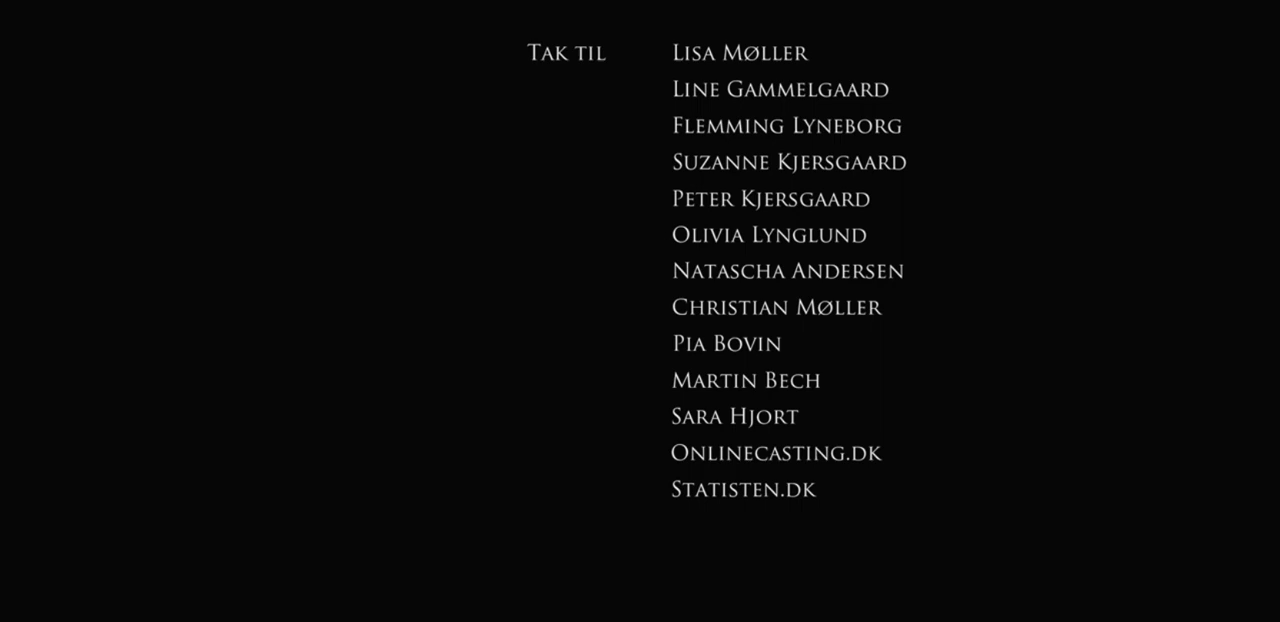 Tak til Lisa Møller
Line Gammelgaard
Flemming Lyneborg
Suzanne Kjersgaard
Peter Kjersgaard
Olivia Lynglund
Natascha Andersen
Christian Møller
Pia Bovin
Martin Bech
Sara Hjort
Onlinecasting.dk
Statisten.dk